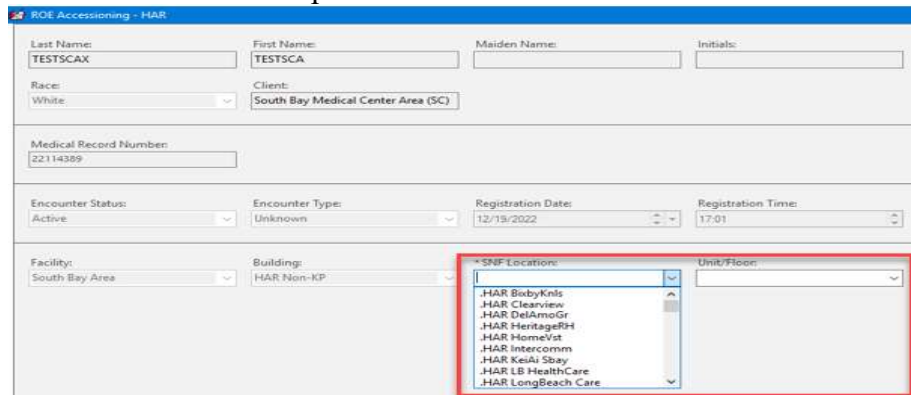 ROE Accessioning - HAR
Last Name: First Name: Maiden Name: Initials:
TESTSCAX TESTSCA
Race: Client:
White South Bay Medical Center Area (SC)
Medical Record Number:
22114389
Encounter Status: Encounter Type: Registration Date: Registration Time:
Active Unknown 12/19/2022 17:01
Facility: Building: * SNF Location: Unit/Floor:
South Bay Area HAR Non-KP
.HAR BixbyKnls
.HAR Clearview
.HAR DelAmoGr
.HAR HeritageRH
.HAR HomeVst
.HAR Intercomm
.HAR KeiAi Sbay
.HAR LB HealthCare
.HAR LongBeach Care